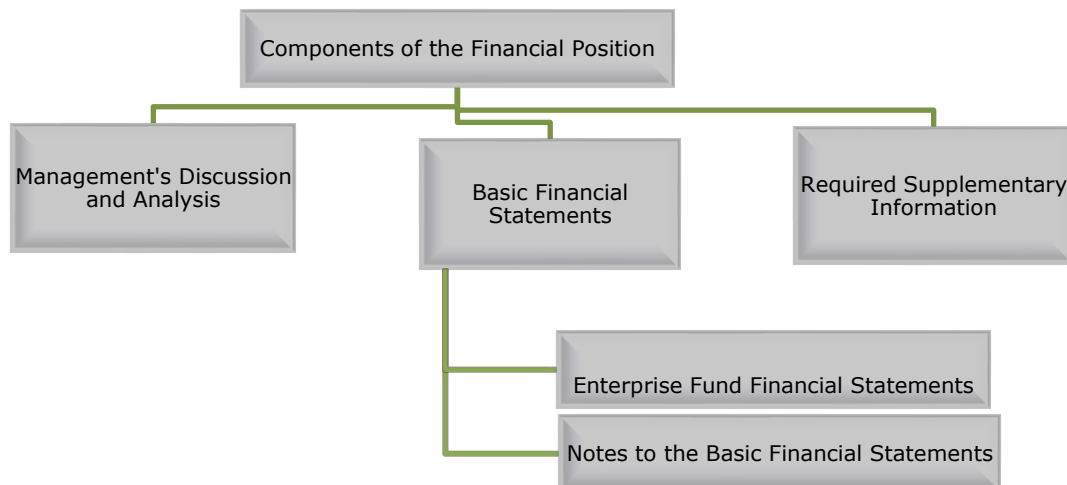 Components of the Financial Position
Management's Discussion
and Analysis
Basic Financial
Statements
Required Supplementary
Information
Enterprise Fund Financial Statements
Notes to the Basic Financial Statements